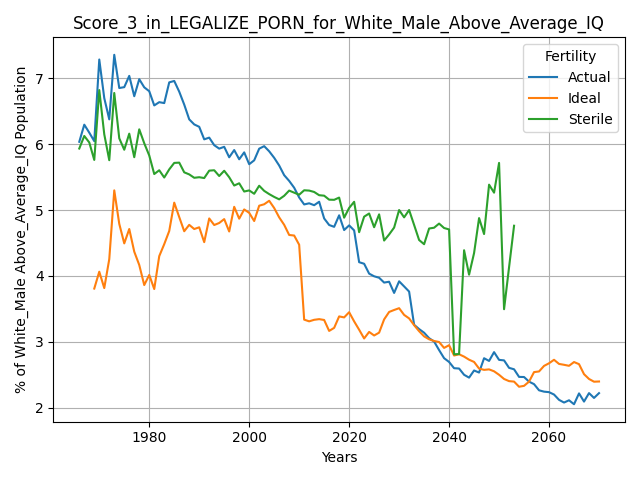 Score_3_in_LEGALIZE_PORN_for_White_Male_Above_Average_IQ
% of White_Male Above_Average_IQ Population
7
6
5
4
3
2
Fertility
Actual
Ideal
Sterile
1980
2000
2020
2040
2060
Years